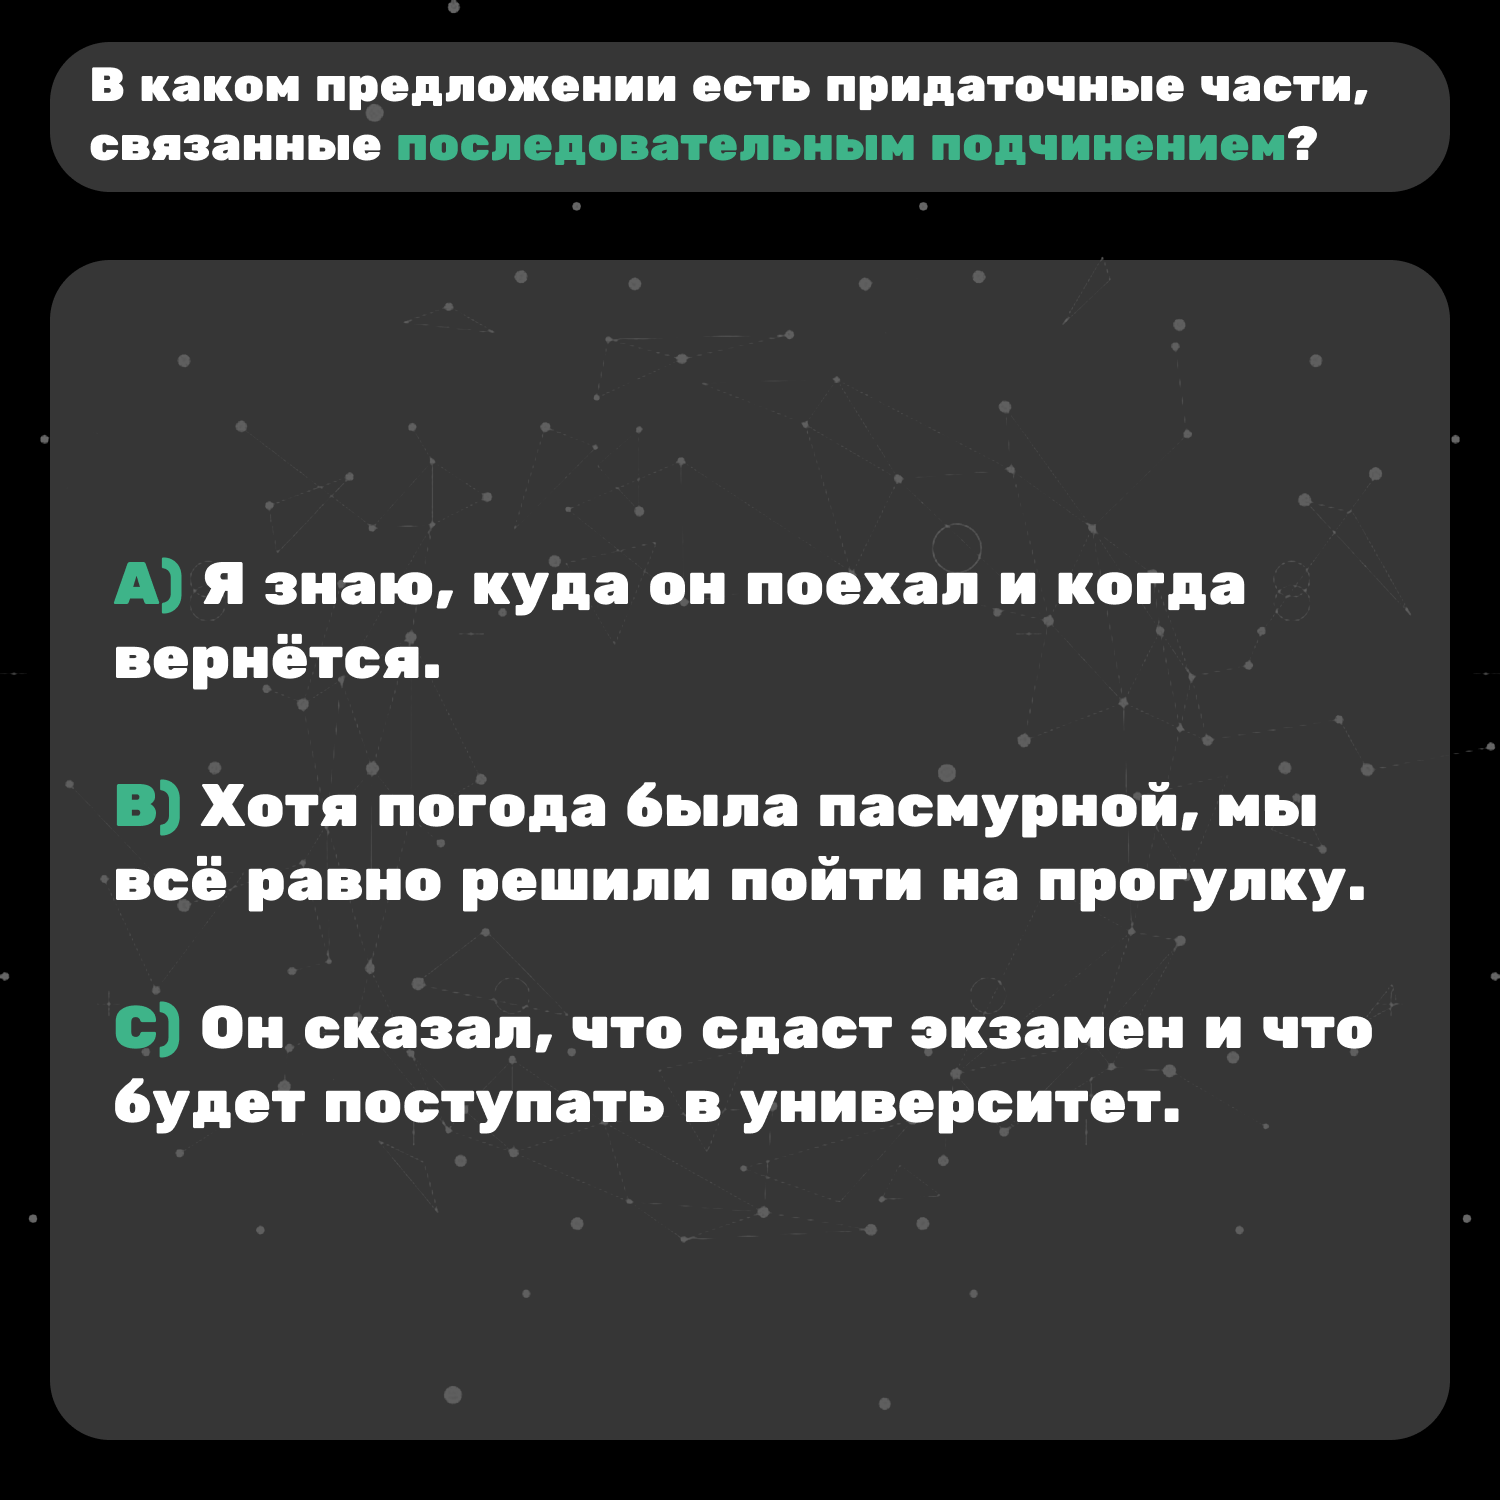 В каком предложении есть придаточные части,
связанные последовательным подчинением?
A) Я знаю, куда он поехал и когда
вернётся.
B) Хотя погода была пасмурной, мы
всё равно решили пойти на прогулку.
C) Он сказал, что сдаст экзамен и что
будет поступать в университет.